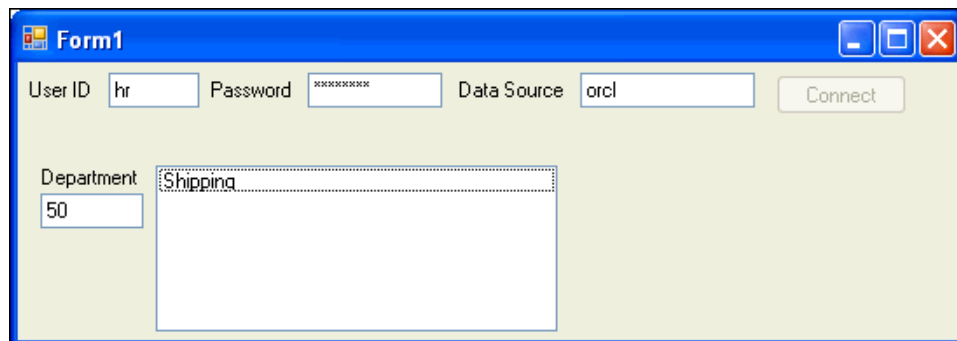 Form1
User ID hr Password ******** Data Source orcl Connect
Department Shipping
50